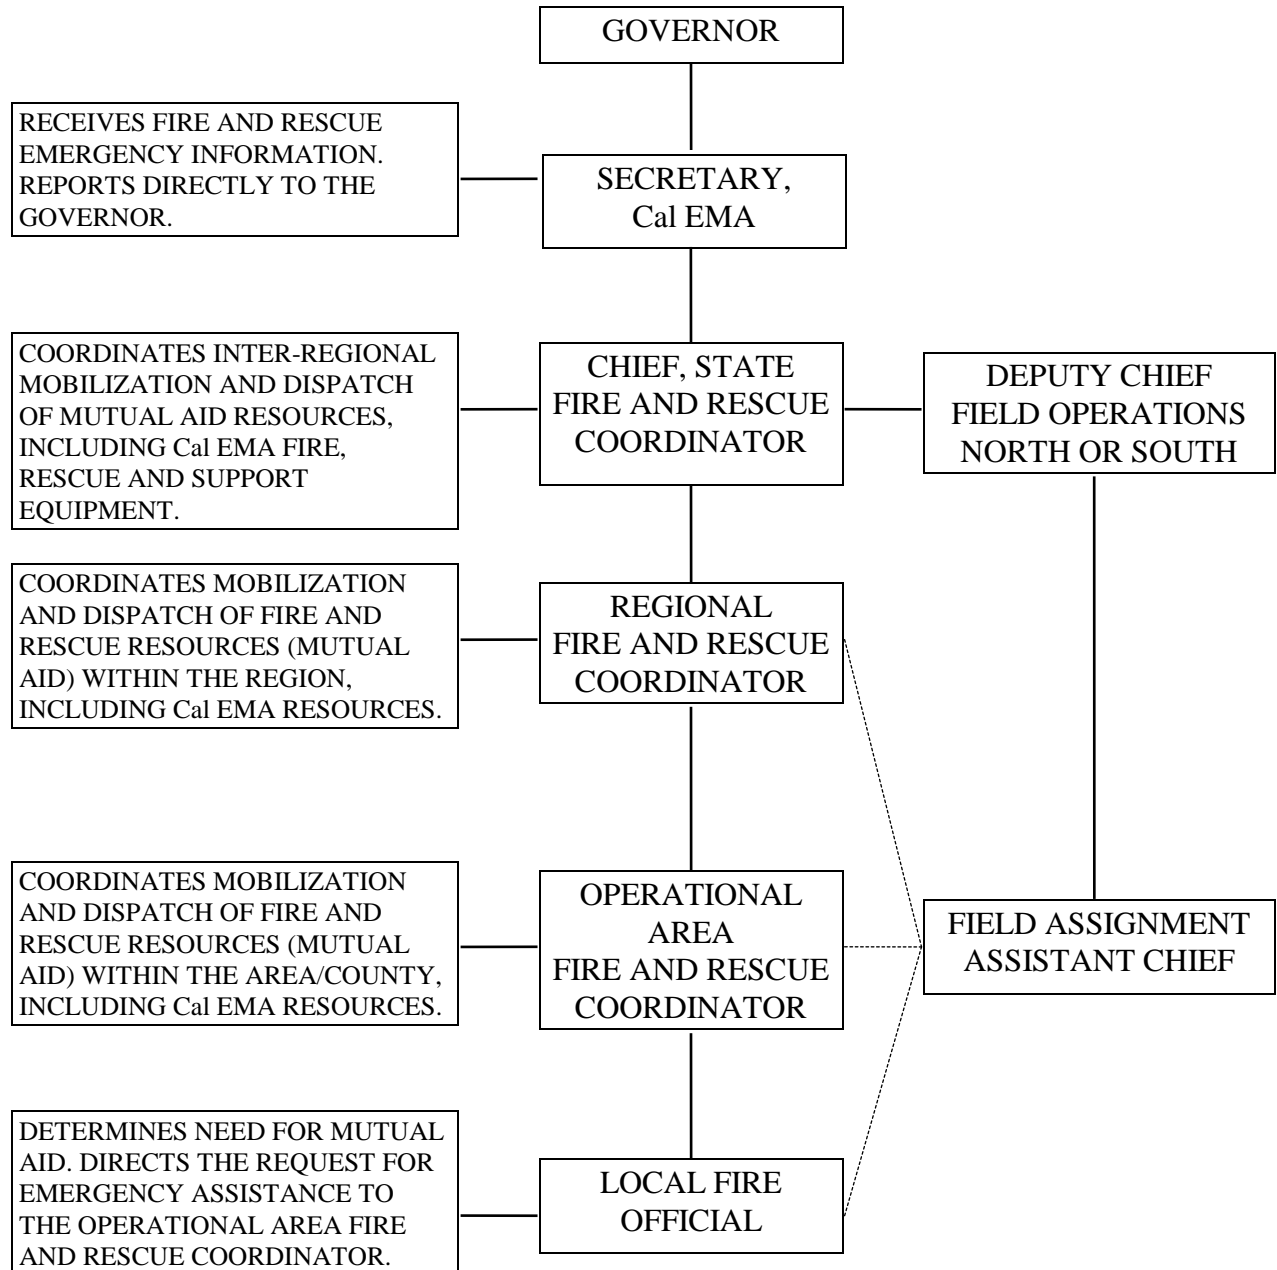 GOVERNOR
RECEIVES FIRE AND RESCUE
EMERGENCY INFORMATION.
REPORTS DIRECTLY TO THE
GOVERNOR.
SECRETARY,
Cal EMA
COORDINATES INTER-REGIONAL
MOBILIZATION AND DISPATCH
OF MUTUAL AID RESOURCES,
INCLUDING Cal EMA FIRE,
RESCUE AND SUPPORT
EQUIPMENT.
CHIEF, STATE
FIRE AND RESCUE
COORDINATOR
DEPUTY CHIEF
FIELD OPERATIONS
NORTH OR SOUTH
COORDINATES MOBILIZATION
AND DISPATCH OF FIRE AND
RESCUE RESOURCES (MUTUAL
AID) WITHIN THE REGION,
INCLUDING Cal EMA RESOURCES.
REGIONAL
FIRE AND RESCUE
COORDINATOR
COORDINATES MOBILIZATION
AND DISPATCH OF FIRE AND
RESCUE RESOURCES (MUTUAL
AID) WITHIN THE AREA/COUNTY,
INCLUDING Cal EMA RESOURCES.
OPERATIONAL
AREA
FIRE AND RESCUE
COORDINATOR
FIELD ASSIGNMENT
ASSISTANT CHIEF
DETERMINES NEED FOR MUTUAL
AID. DIRECTS THE REQUEST FOR
EMERGENCY ASSISTANCE TO
THE OPERATIONAL AREA FIRE
AND RESCUE COORDINATOR.
LOCAL FIRE
OFFICIAL